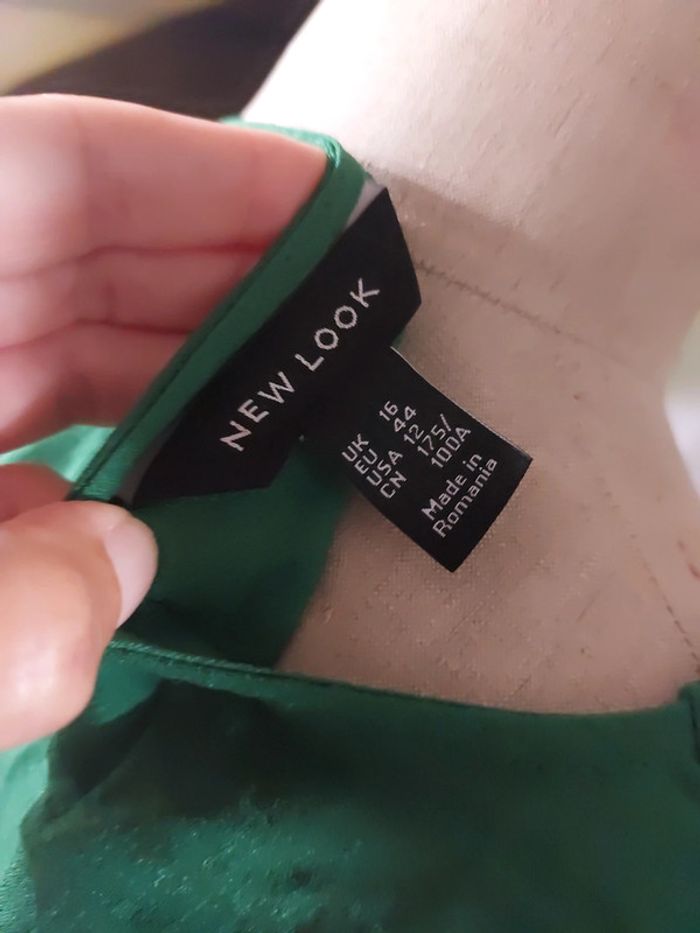 NEW LOOK
UK 16
EU 44
USA 12
CN 175/
100A
Made in
Romania